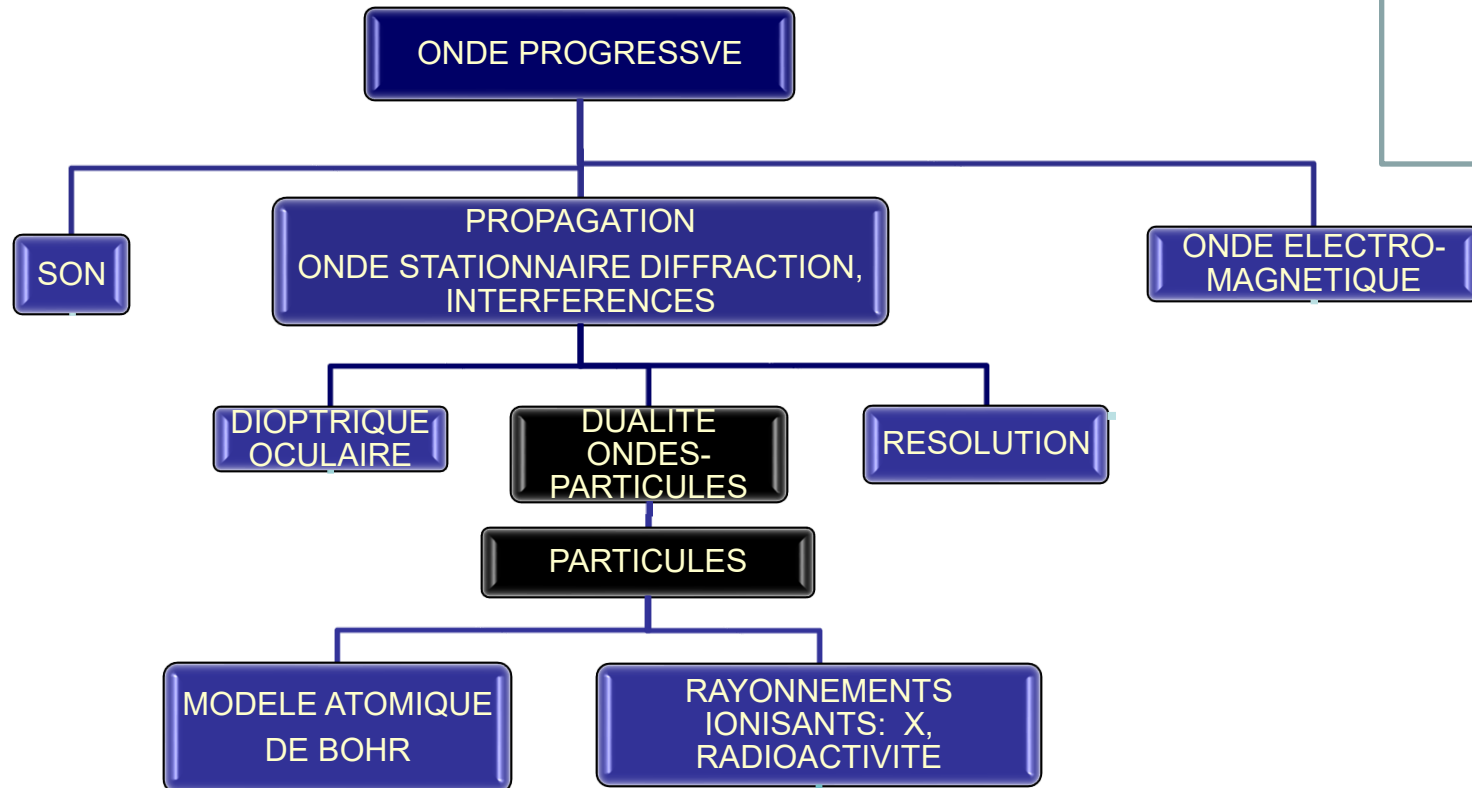 ONDE PROGRESSVE
SON
PROPAGATION
ONDE STATIONNAIRE DIFFRACTION,
INTERFERENCES
ONDE ELECTRO-
MAGNETIQUE
DIOPTRIQUE
OCULAIRE
DUALITE
ONDES-
PARTICULES
RESOLUTION
PARTICULES
MODELE ATOMIQUE
DE BOHR
RAYONNEMENTS
IONISANTS: X,
RADIOACTIVITE